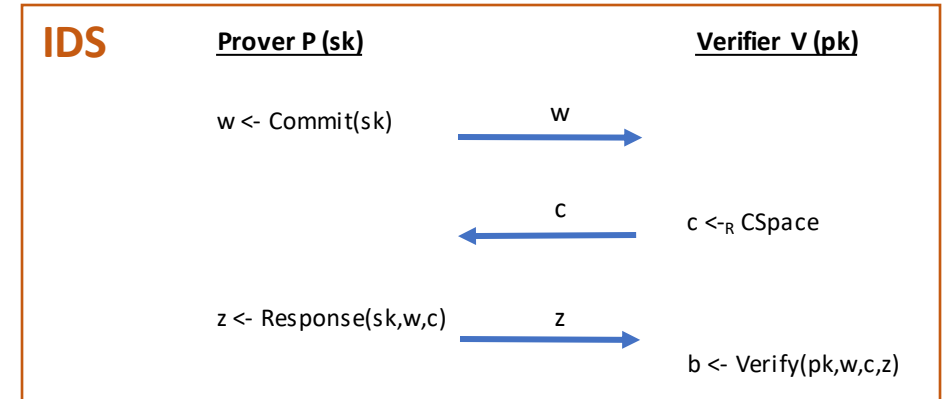 IDS
Prover P (sk)
Verifier V (pk)
w <- Commit(sk)
w
c
c <-R CSpace
z <- Response(sk,w,c)
z
b <- Verify(pk,w,c,z)